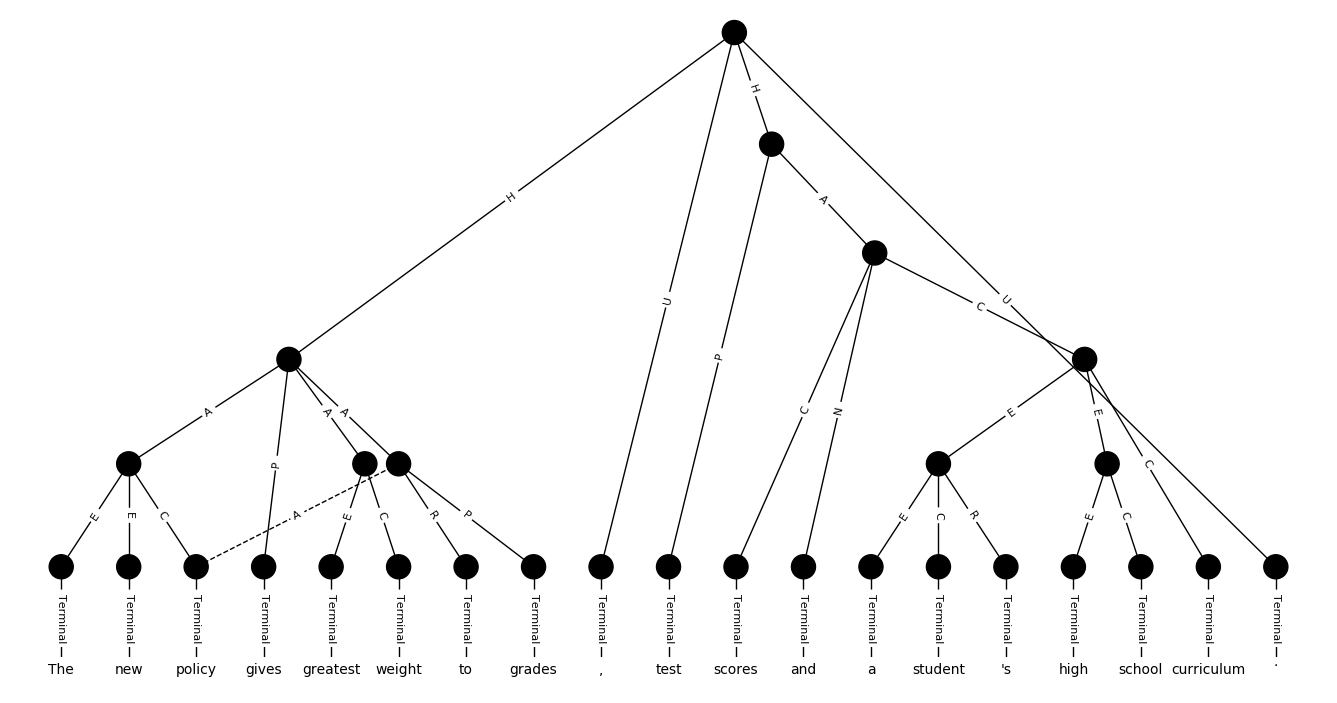 H
H
A
H
U
C
U
P
A
A
A
C
N
E
E
P
C
E
E
C
A
E
C
R
P
E
C
R
E
C
Terminal Terminal Terminal Terminal Terminal Terminal Terminal Terminal Terminal Terminal Terminal Terminal Terminal Terminal Terminal Terminal Terminal Terminal Terminal
The new policy gives greatest weight to grades , test scores and a student 's high school curriculum .